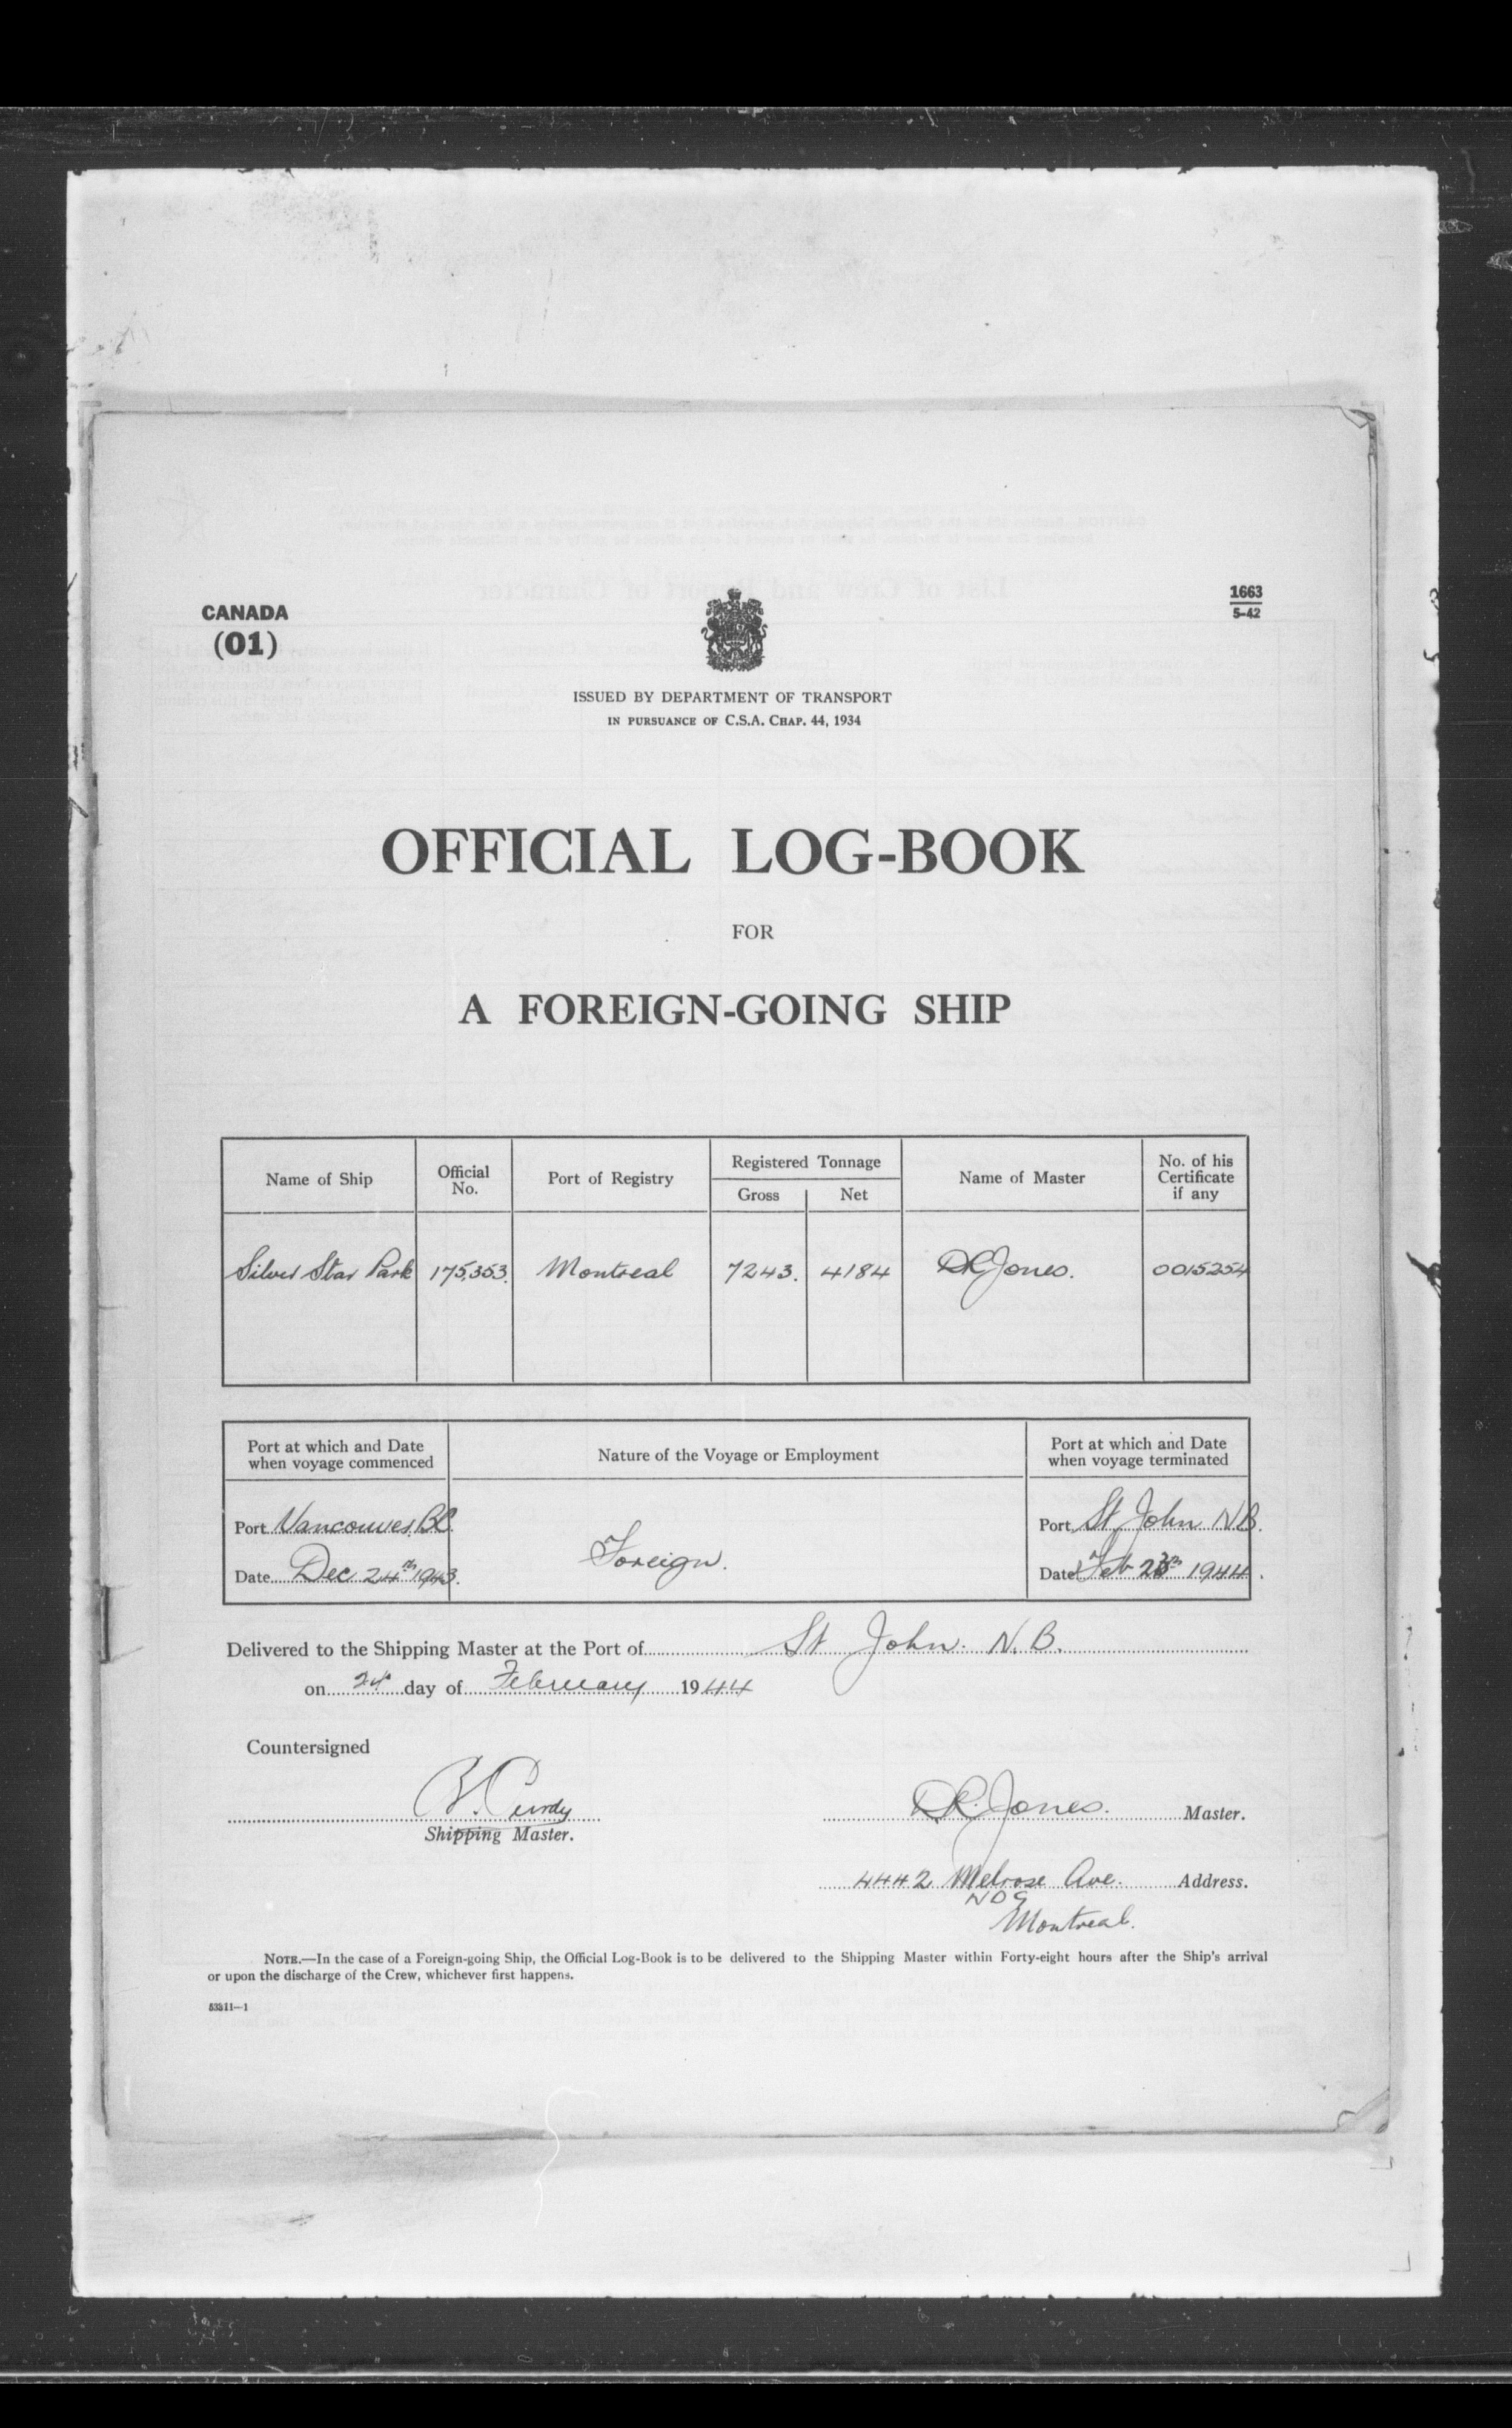 CANADA
(01)
1663
5-42
ISSUED BY DEPARTMENT OF TRANSPORT
IN PURSUANCE OF C.S.A. CHAP. 44, 1934
OFFICIAL LOG-BOOK
FOR
A FOREIGN-GOING SHIP
Name of Ship
Official No.
Port of Registry
Registered Tonnage
Gross
Net
Name of Master
No. of his Certificate if any
Silver Star Park 175,353. Montreal 7243. 4184 D.R. Jones. 0015254
Port at which and Date when voyage commenced
Nature of the Voyage or Employment
Port at which and Date when voyage terminated
Port Vancouver, B.C.
Date Dec 24th 1943.
Foreign.
Port St John N.B.
Date Feb 1944.
Delivered to the Shipping Master at the Port of St John. N.B.
on 24 day of February 1944
Countersigned
Purdy
Shipping Master.
D.R. Jones. Master.
4442 Melrose Ave. Address.
NDG
Montreal.
NOTE.—In the case of a Foreign-going Ship, the Official Log-Book is to be delivered to the Shipping Master within Forty-eight hours after the Ship's arrival
or upon the discharge of the Crew, whichever first happens.
53311—1